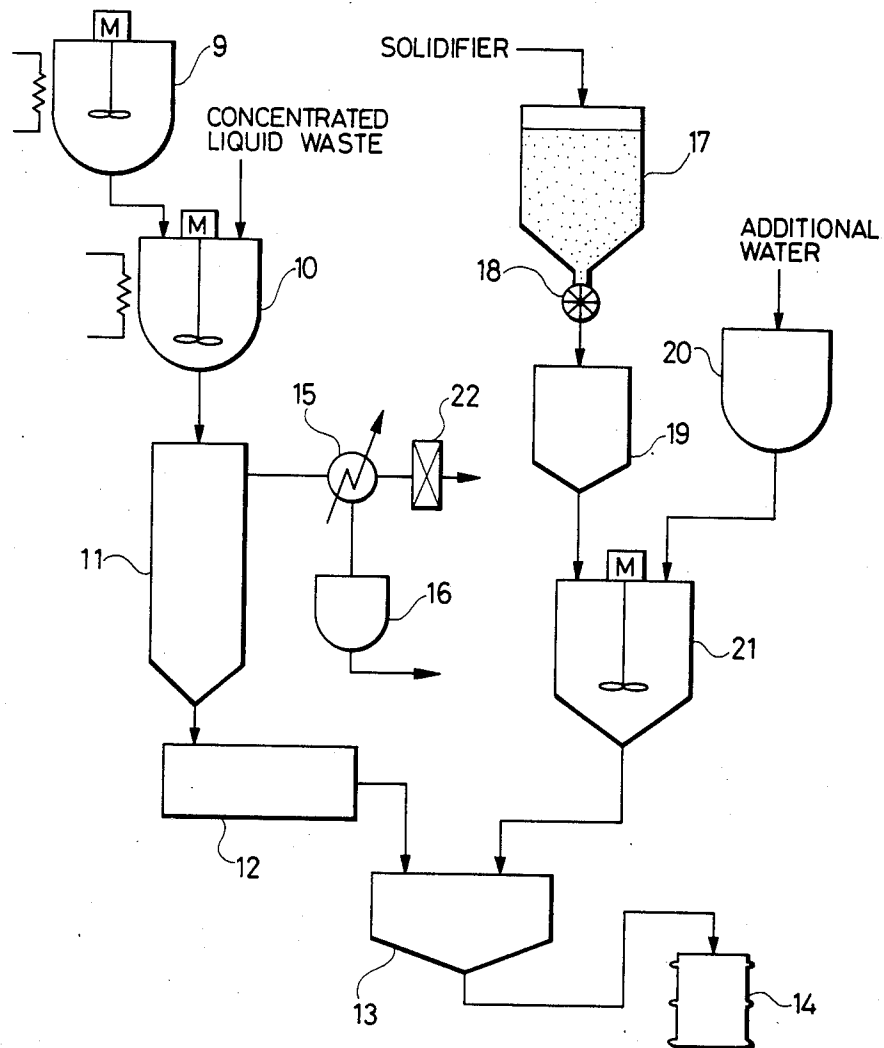 M
9
SOLIDIFIER
CONCENTRATED
LIQUID WASTE
17
M
ADDITIONAL
WATER
10
18
20
15
22
19
11
M
16
21
12
13
14